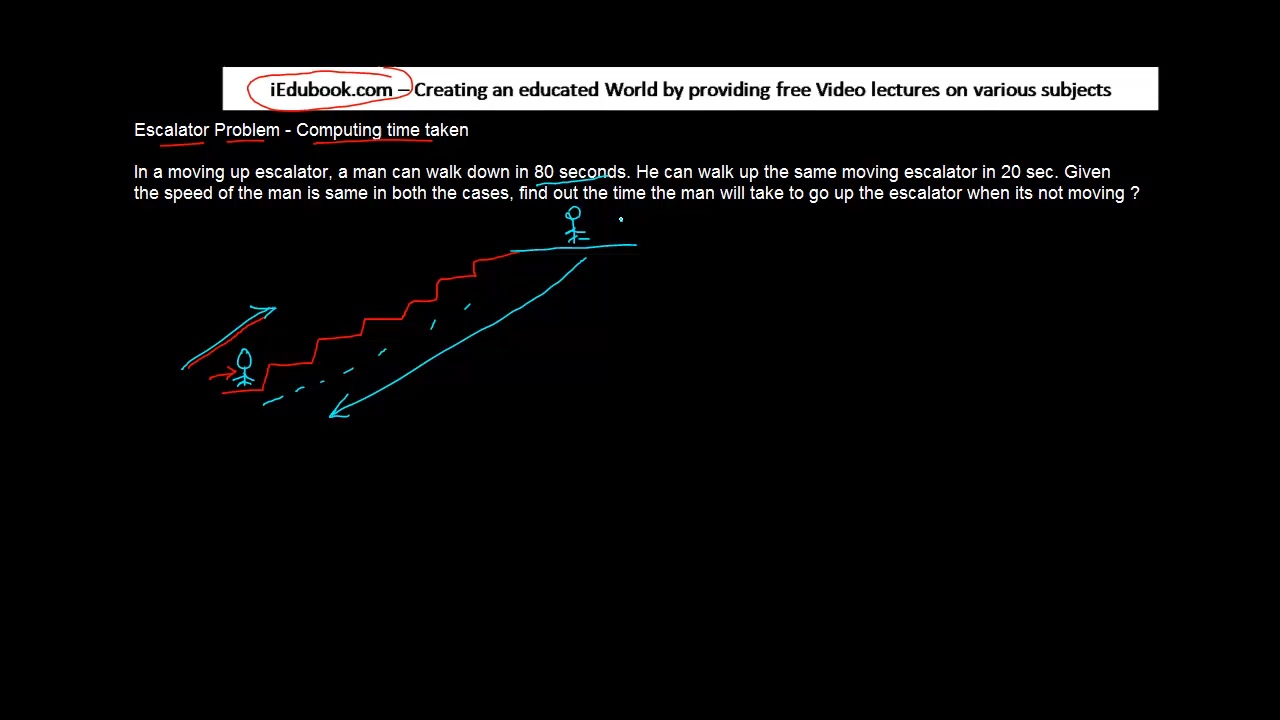 iEdubook.com – Creating an educated World by providing free Video lectures on various subjects
Escalator Problem - Computing time taken
In a moving up escalator, a man can walk down in 80 seconds. He can walk up the same moving escalator in 20 sec. Given
the speed of the man is same in both the cases, find out the time the man will take to go up the escalator when its not moving ?